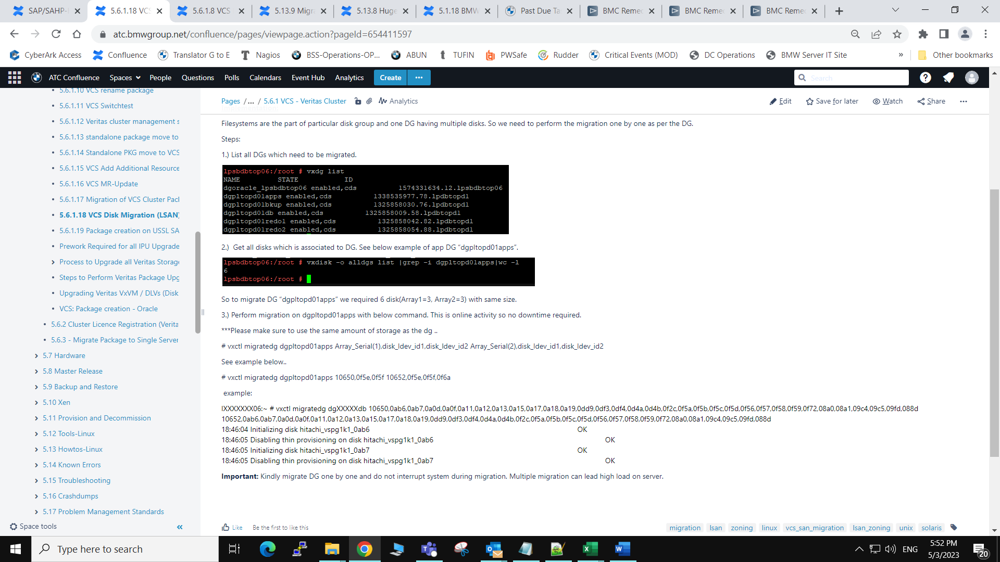 SAP/SAHP-
5.6.1.18 VCS
5.6.1.8 VCS
5.13.9 Migra
5.13.8 Huge
5.1.18 BMW
Past Due Ta
BMC Reme
BMC Reme
BMC Reme
atc.bmwgroup.net/confluence/pages/viewpage.action?pageId=654411597
CyberArk Access
Confluence
Translator G to E
Nagios
BSS-Operations-OP...
ABUN
TUFIN
PWSafe
Rudder
Critical Events (MOD)
DC Operations
BMW Server IT Site
»
Other bookmarks
ATC Confluence
Spaces
People
Questions
Polls
Calendars
Event Hub
Analytics
Create
Search
5.6.1.10 VCS rename package
5.6.1.11 VCS Switchtest
5.6.1.12 Veritas cluster management s
5.6.1.13 standalone package move to
5.6.1.14 Standalone PKG move to VCS
5.6.1.15 VCS Add Additional Resource
5.6.1.16 VCS MR-Update
5.6.1.17 Migration of VCS Cluster Pacl
5.6.1.18 VCS Disk Migration (LSAN)
5.6.1.19 Package creation on USSL SA
Prework Required for all IPU Upgrade
Process to Upgrade all Veritas Storage
Steps to Perform Veritas Package Upg
Upgrading Veritas VxVM / DLVs (Disk
VCS: Package creation - Oracle
5.6.2 Cluster Licence Registration (Verita
5.6.3 - Migrate Package to Single Server
5.7 Hardware
5.8 Master Release
5.9 Backup and Restore
5.10 Xen
5.11 Provision and Decommission
5.12 Tools-Linux
5.13 Howtos-Linux
5.14 Known Errors
5.15 Troubleshooting
5.16 Crashdumps
5.17 Problem Management Standards
Space tools
Pages /... / 5.6.1 VCS - Veritas Cluster
Analytics
Edit
Save for later
Watch
Share
Filesystems are the part of particular disk group and one DG having multiple disks. So we need to perform the migration one by one as per the DG.
Steps:
1.) List all DGs which need to be migrated.
lpsbdbtop06:/root # vxdg list
NAME STATE ID
dgoracle_lpsbdbtop06 enabled,cds 1574331634.12.lpsbdbtop06
dgpltopd01apps enabled,cds 1338535977.78.lpdbtopd1
dgpltopd01bkup enabled,cds 1325858030.76.lpdbtopd1
dgpltopd01db enabled,cds 1325858009.58.lpdbtopd1
dgpltopd01redo1 enabled,cds 1325858042.82.lpdbtopd1
dgpltopd01redo2 enabled,cds 1325858054.88.lpdbtopd1
2.) Get all disks which is associated to DG. See below example of app DG “dgpltopd01apps”.
lpsbdbtop06:/root # vxdisk -o alldgs list |grep -i dgpltopd01apps|wc -l
6
lpsbdbtop06:/root #
So to migrate DG “dgpltopd01apps” we required 6 disk(Array1=3, Array2=3) with same size.
3.) Perform migration on dgpltopd01apps with below command. This is online activity so no downtime required.
***Please make sure to use the same amount of storage as the dg ..
# vxctl migratedg dgpltopd01apps Array_Serial(1),disk_ldev_id1,disk_ldev_id2 Array_Serial(2),disk_ldev_id1,disk_ldev_id2
See example below..
# vxctl migratedg dgpltopd01apps 10650,0f5e,0f5f 10652,0f5e,0f5f,0f6a
example:
lXXXXXXX06:~ # vxctl migratedg dgXXXXXdb 10650,0ab6,0ab7,0a0d,0a0f,0a11,0a12,0a13,0a15,0a17,0a18,0a19,0dd9,0df3,0df4,0d4a,0d4b,0f2c,0f5a,0f5b,0f5c,0f5d,0f56,0f57,0f58,0f59,0f72,08a0,08a1,09c4,09c5,09fd,088d
10652,0ab6,0ab7,0a0d,0a0f,0a11,0a12,0a13,0a15,0a17,0a18,0a19,0dd9,0df3,0df4,0d4a,0d4b,0f2c,0f5a,0f5b,0f5c,0f5d,0f56,0f57,0f58,0f59,0f72,08a0,08a1,09c4,09c5,09fd,088d
18:46:04 Initializing disk hitachi_vspg1k1_0ab6 OK
18:46:05 Disabling thin provisioning on disk hitachi_vspg1k1_0ab6 OK
18:46:05 Initializing disk hitachi_vspg1k1_0ab7 OK
18:46:05 Disabling thin provisioning on disk hitachi_vspg1k1_0ab7 OK
Important: Kindly migrate DG one by one and do not interrupt system during migration. Multiple migration can lead high load on server.
Like
Be the first to like this
migration
lsan
zoning
linux
vcs_san_migration
lsan_zoning
unix
solaris
Type here to search
ENG
5:52 PM
5/3/2023
20